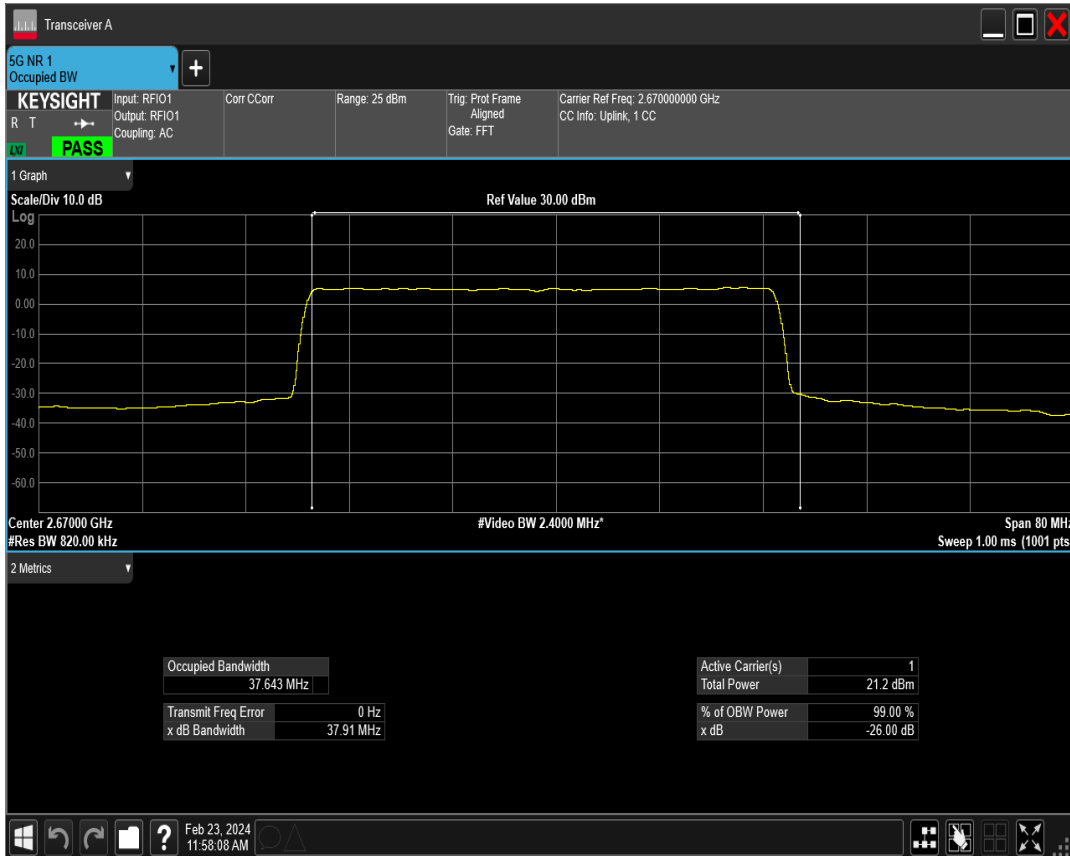 Transceiver A
5G NR 1
Occupied BW
+
KEYSIGHT
R T
LXI
PASS
Input: RFIO1
Output: RFIO1
Coupling: AC
Corr CCorr
Range: 25 dBm
Trig: Prot Frame
Aligned
Gate: FFT
Carrier Ref Freq: 2.670000000 GHz
CC Info: Uplink, 1 CC
1 Graph
Scale/Div 10.0 dB
Ref Value 30.00 dBm
Log
20.0
10.0
0.00
-10.0
-20.0
-30.0
-40.0
-50.0
-60.0
Center 2.67000 GHz
#Video BW 2.4000 MHz*
Span 80 MHz
#Res BW 820.00 kHz
Sweep 1.00 ms (1001 pts
2 Metrics
Occupied Bandwidth
37.643 MHz
Transmit Freq Error 0 Hz
x dB Bandwidth 37.91 MHz
Active Carrier(s) 1
Total Power 21.2 dBm
% of OBW Power 99.00 %
x dB -26.00 dB
?
Feb 23, 2024
11:58:08 AM